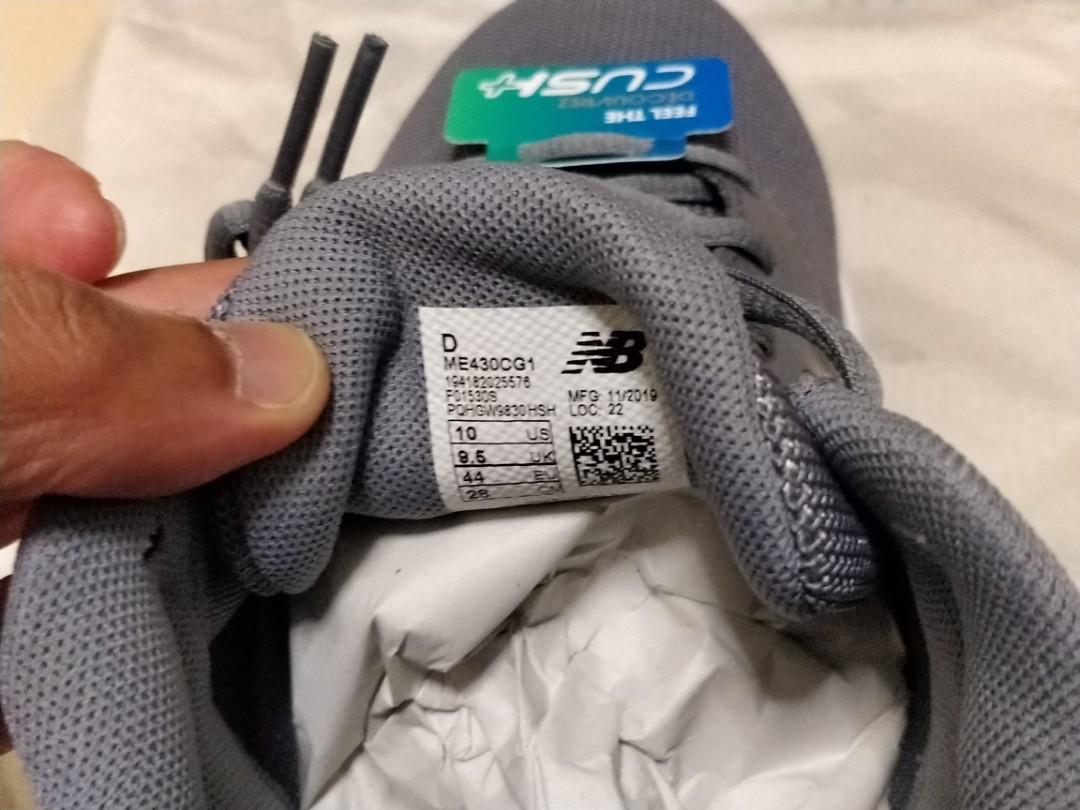 FEEL THE
DÉCOUVREZ
CUSH+
D
NB
ME430CG1
194182025576
F01530S
PQHGW9830HSH
MFG: 11/2019
LOC: 22
10 US
9.5 UK
44 EU
28 CM